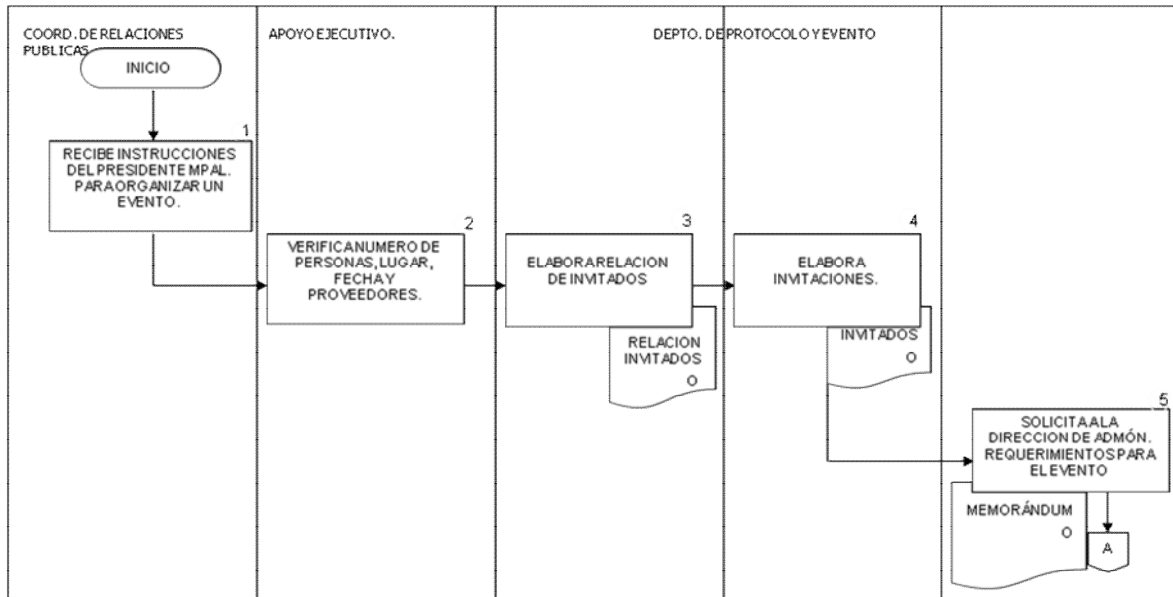 COORD. DE RELACIONES
PUBLICAS
APOYO EJECUTIVO.
DEPTO. DE PROTOCOLO Y EVENTO
INICIO
1
RECIBE INSTRUCCIONES
DEL PRESIDENTE MPAL.
PARA ORGANIZAR UN
EVENTO.
2
VERIFICA NUMERO DE
PERSONAS, LUGAR,
FECHA Y
PROVEEDORES.
3
ELABORA RELACION
DE INVITADOS
RELACION
INVITADOS
O
4
ELABORA
INVITACIONES.
INVITADOS
O
5
SOLICITA A LA
DIRECCION DE ADMÓN.
REQUERIMIENTOS PARA
EL EVENTO
MEMORÁNDUM
O
A